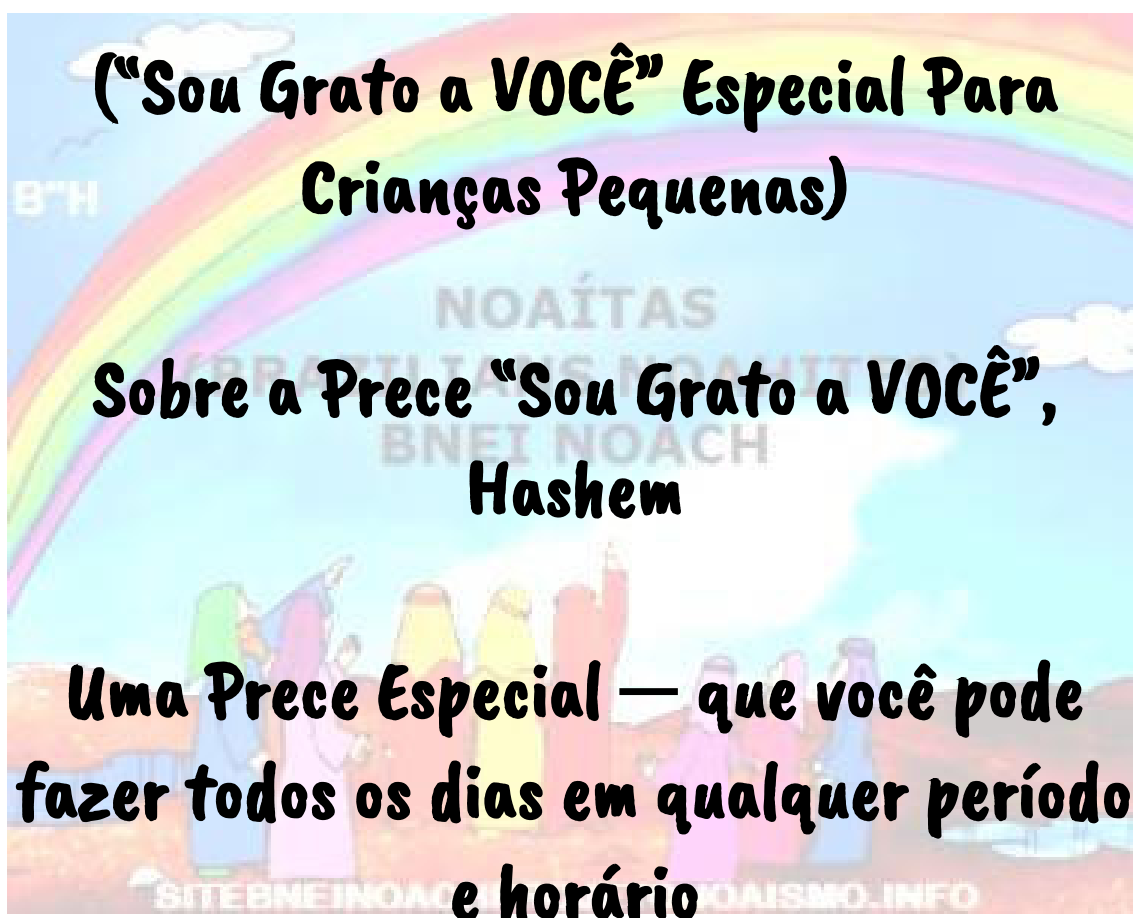 (“Sou Grato a VOCÊ” Especial Para
Crianças Pequenas)
B"H
NOAÍTAS
Sobre a Prece “Sou Grato a VOCÊ”,
BNEI NOACH
Hashem
Uma Prece Especial — que você pode
fazer todos os dias em qualquer período
e horário